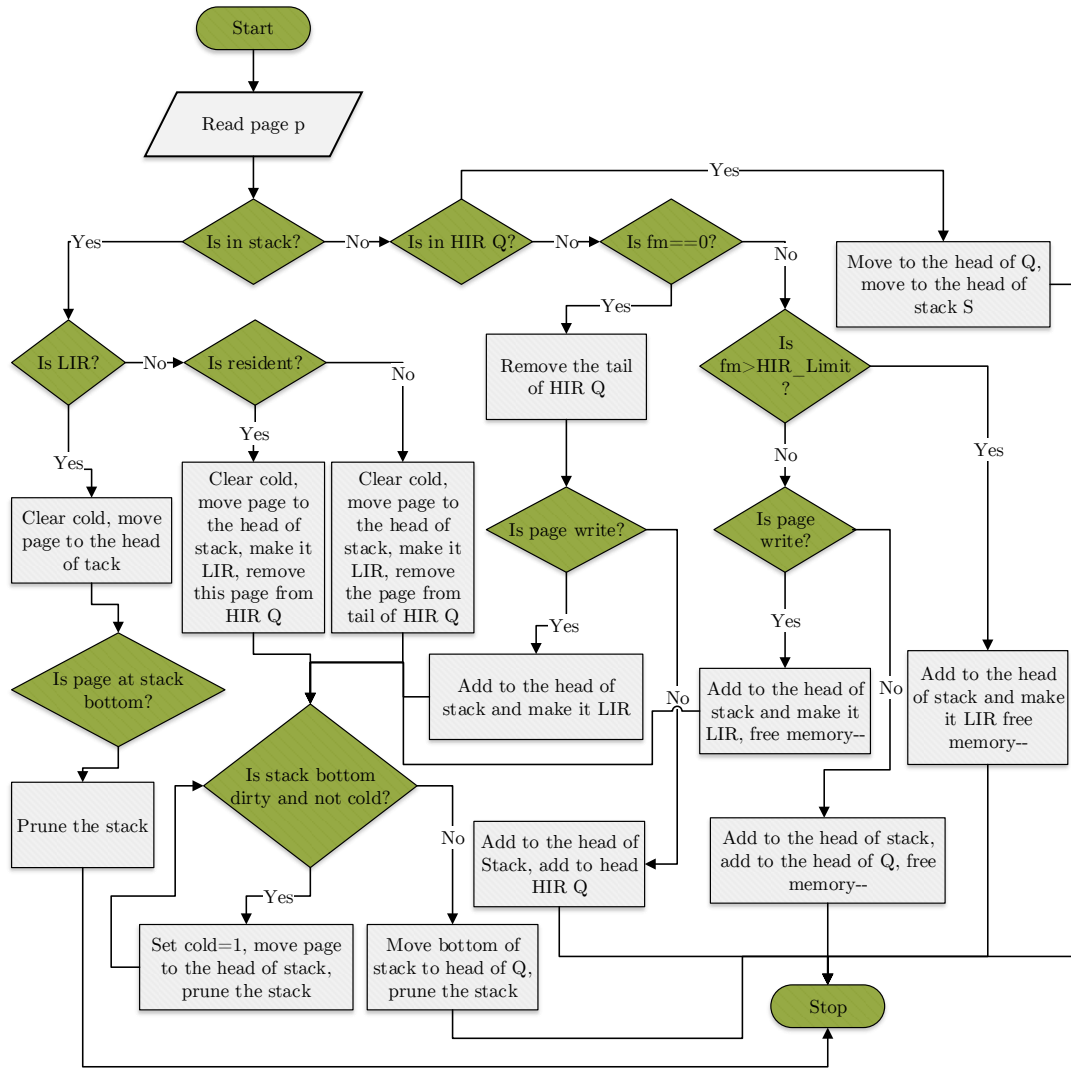 Start
Read page p
Yes
Is in stack?
No
Is in HIR Q?
No
Is fm==0?
No
Yes
Move to the head of Q,
move to the head of
stack S
Yes
Is LIR?
No
Is resident?
No
Remove the tail
of HIR Q
Is
fm>HIR_Limit
?
Yes
Yes
No
Yes
Clear cold, move
page to the head
of tack
Clear cold,
move page to
the head of
stack, make it
LIR, remove
this page from
HIR Q
Clear cold,
move page to
the head of
stack, make it
LIR, remove
the page from
tail of HIR Q
Is page write?
Is page
write?
Yes
Yes
No
No
Is page at stack
bottom?
Add to the head of
stack and make it LIR
Add to the head of
stack and make it
LIR, free memory--
Add to the head
of stack and make
it LIR free
memory--
Is stack bottom
dirty and not cold?
Prune the stack
No
Yes
Add to the head of
Stack, add to head
HIR Q
Add to the head of stack,
add to the head of Q, free
memory--
Set cold=1, move page
to the head of stack,
prune the stack
Move bottom of
stack to head of Q,
prune the stack
Stop